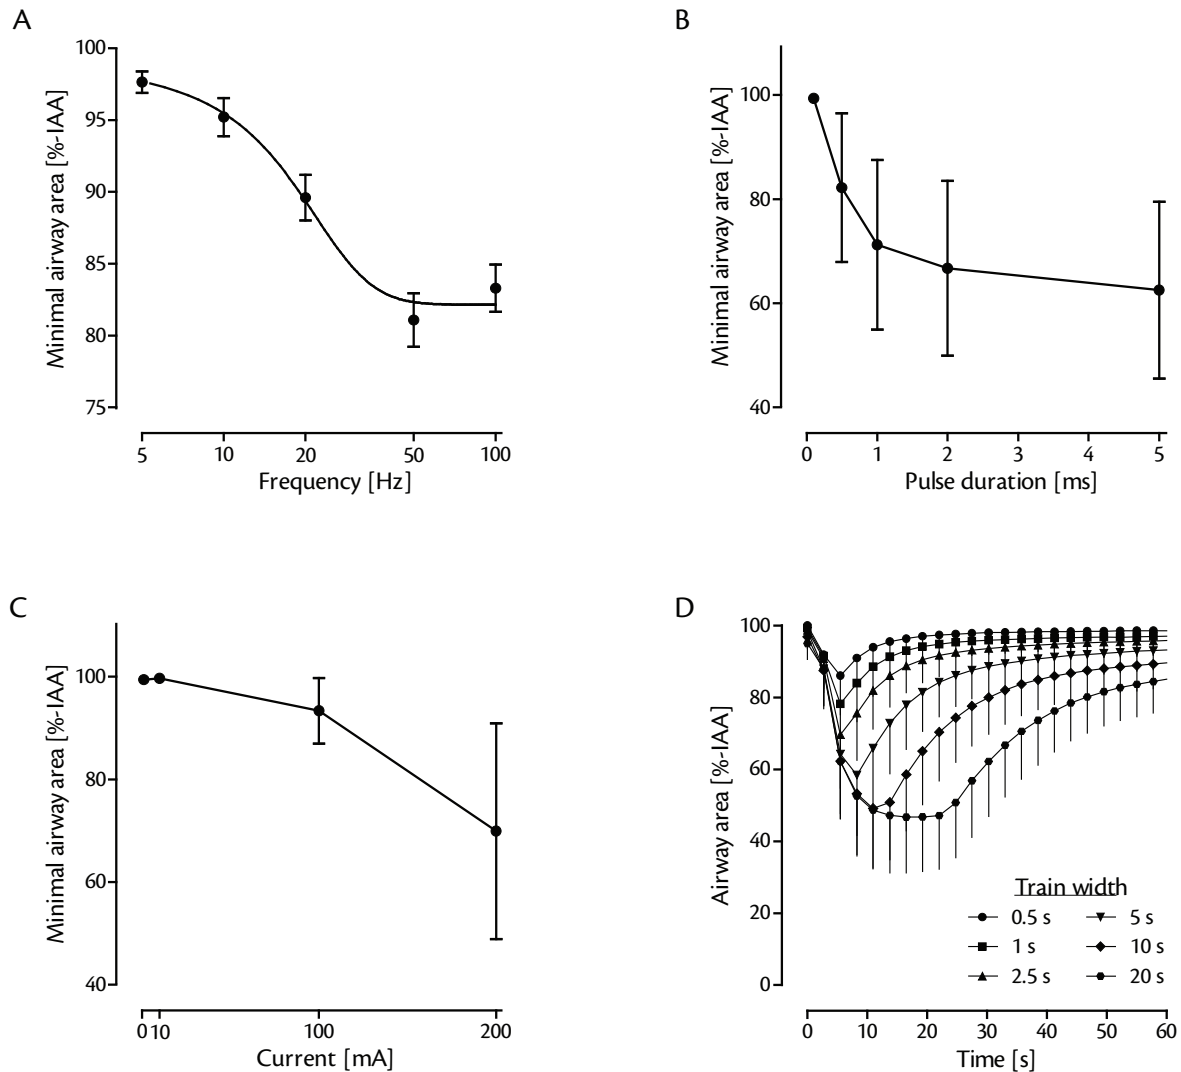 A
Minimal airway area [%-IAA]
100
95
90
85
80
75
5 10 20 50 100
Frequency [Hz]
B
Minimal airway area [%-IAA]
100
80
60
40
0 1 2 3 4 5
Pulse duration [ms]
C
Minimal airway area [%-IAA]
100
80
60
40
0 10 100 200
Current [mA]
D
Airway area [%-IAA]
100
80
60
40
20
0
Train width
0.5 s 5 s
1 s 10 s
2.5 s 20 s
0 10 20 30 40 50 60
Time [s]